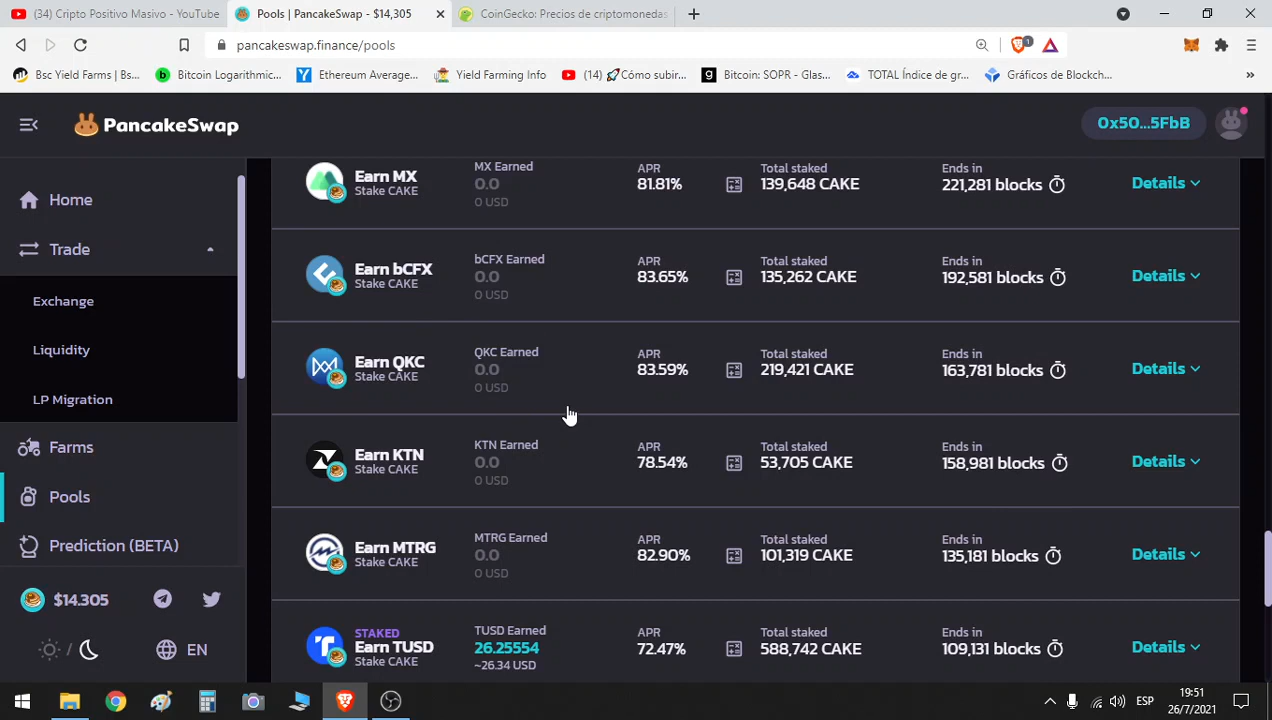 (34) Cripto Positivo Masivo - YouTube
Pools | PancakeSwap - $14,305
CoinGecko: Precios de criptomonedas
pancakeswap.finance/pools
1
Bsc Yield Farms | Bs...
Bitcoin Logarithmic...
Ethereum Average...
Yield Farming Info
(14) 🚀Cómo subir...
Bitcoin: SOPR - Glas...
TOTAL Índice de gr...
Gráficos de Blockch...
PancakeSwap
0x50...5FbB
Home
Trade
Exchange
Liquidity
LP Migration
Farms
Pools
Prediction (BETA)
$14.305
EN
Earn MX
Stake CAKE
MX Earned
0.0
0 USD
APR
81.81%
Total staked
139,648 CAKE
Ends in
221,281 blocks
Details
Earn bCFX
Stake CAKE
bCFX Earned
0.0
0 USD
APR
83.65%
Total staked
135,262 CAKE
Ends in
192,581 blocks
Details
Earn QKC
Stake CAKE
QKC Earned
0.0
0 USD
APR
83.59%
Total staked
219,421 CAKE
Ends in
163,781 blocks
Details
Earn KTN
Stake CAKE
KTN Earned
0.0
0 USD
APR
78.54%
Total staked
53,705 CAKE
Ends in
158,981 blocks
Details
Earn MTRG
Stake CAKE
MTRG Earned
0.0
0 USD
APR
82.90%
Total staked
101,319 CAKE
Ends in
135,181 blocks
Details
STAKED
Earn TUSD
Stake CAKE
TUSD Earned
26.25554
~26.34 USD
APR
72.47%
Total staked
588,742 CAKE
Ends in
109,131 blocks
Details
ESP
19:51
26/7/2021